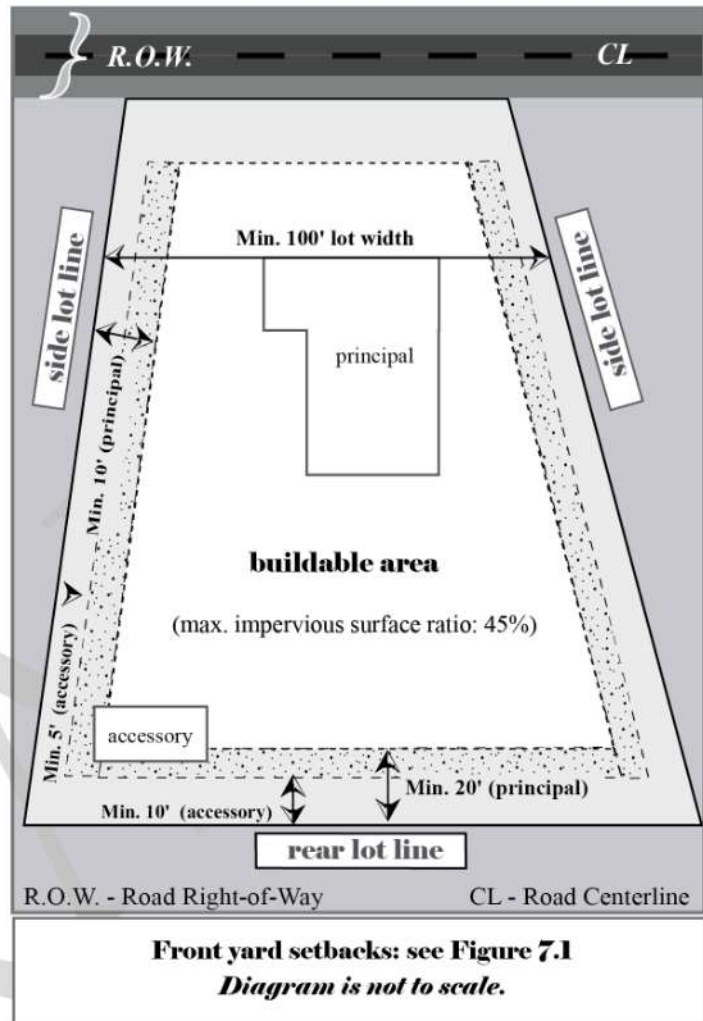 R.O.W.
CL
Min. 100' lot width
side lot line
side lot line
principal
Min. 10' (principal)
buildable area
(max. impervious surface ratio: 45%)
Min. 5' (accessory)
accessory
Min. 20' (principal)
Min. 10' (accessory)
rear lot line
R.O.W. - Road Right-of-Way
CL - Road Centerline
Front yard setbacks: see Figure 7.1
Diagram is not to scale.